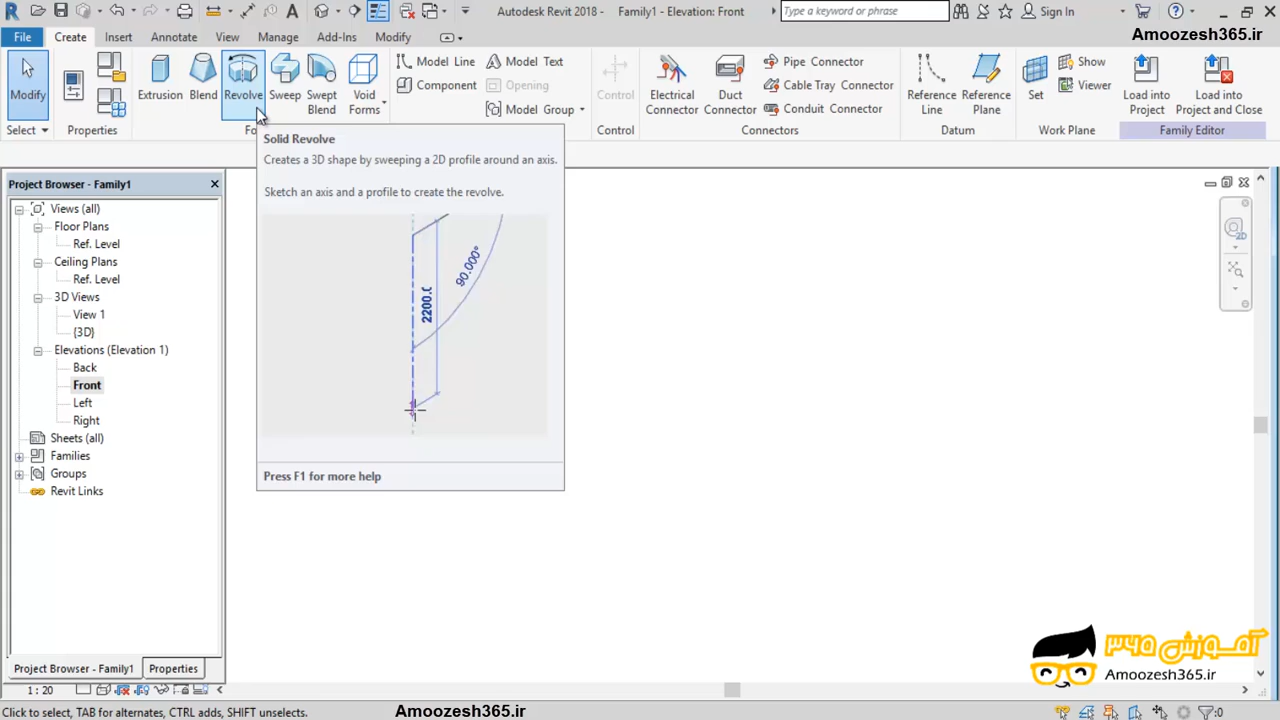 Autodesk Revit 2018 - Family1 - Elevation: Front
Type a keyword or phrase
Sign In
Amoozesh365.ir
File
Create
Insert
Annotate
View
Manage
Add-Ins
Modify
Modify
Extrusion
Blend
Revolve
Sweep
Swept
Blend
Void
Forms
Model Line
Component
Model Text
Opening
Model Group
Control
Electrical
Connector
Duct
Connector
Pipe Connector
Cable Tray Connector
Conduit Connector
Reference
Line
Reference
Plane
Set
Show
Viewer
Load into
Project
Load into
Project and Close
Select
Properties
Fo
Control
Connectors
Datum
Work Plane
Family Editor
Solid Revolve
Creates a 3D shape by sweeping a 2D profile around an axis.
Sketch an axis and a profile to create the revolve.
90.000°
Press F1 for more help
2D
Project Browser - Family1
Views (all)
Floor Plans
Ref. Level
Ceiling Plans
Ref. Level
3D Views
View 1
{3D}
Elevations (Elevation 1)
Back
Front
Left
Right
Sheets (all)
Families
Groups
Revit Links
Project Browser - Family1
Properties
1 : 20
آمــوزش ۳۶۵
Amoozesh365.ir
Click to select, TAB for alternates, CTRL adds, SHIFT unselects.
Amoozesh365.ir
:0